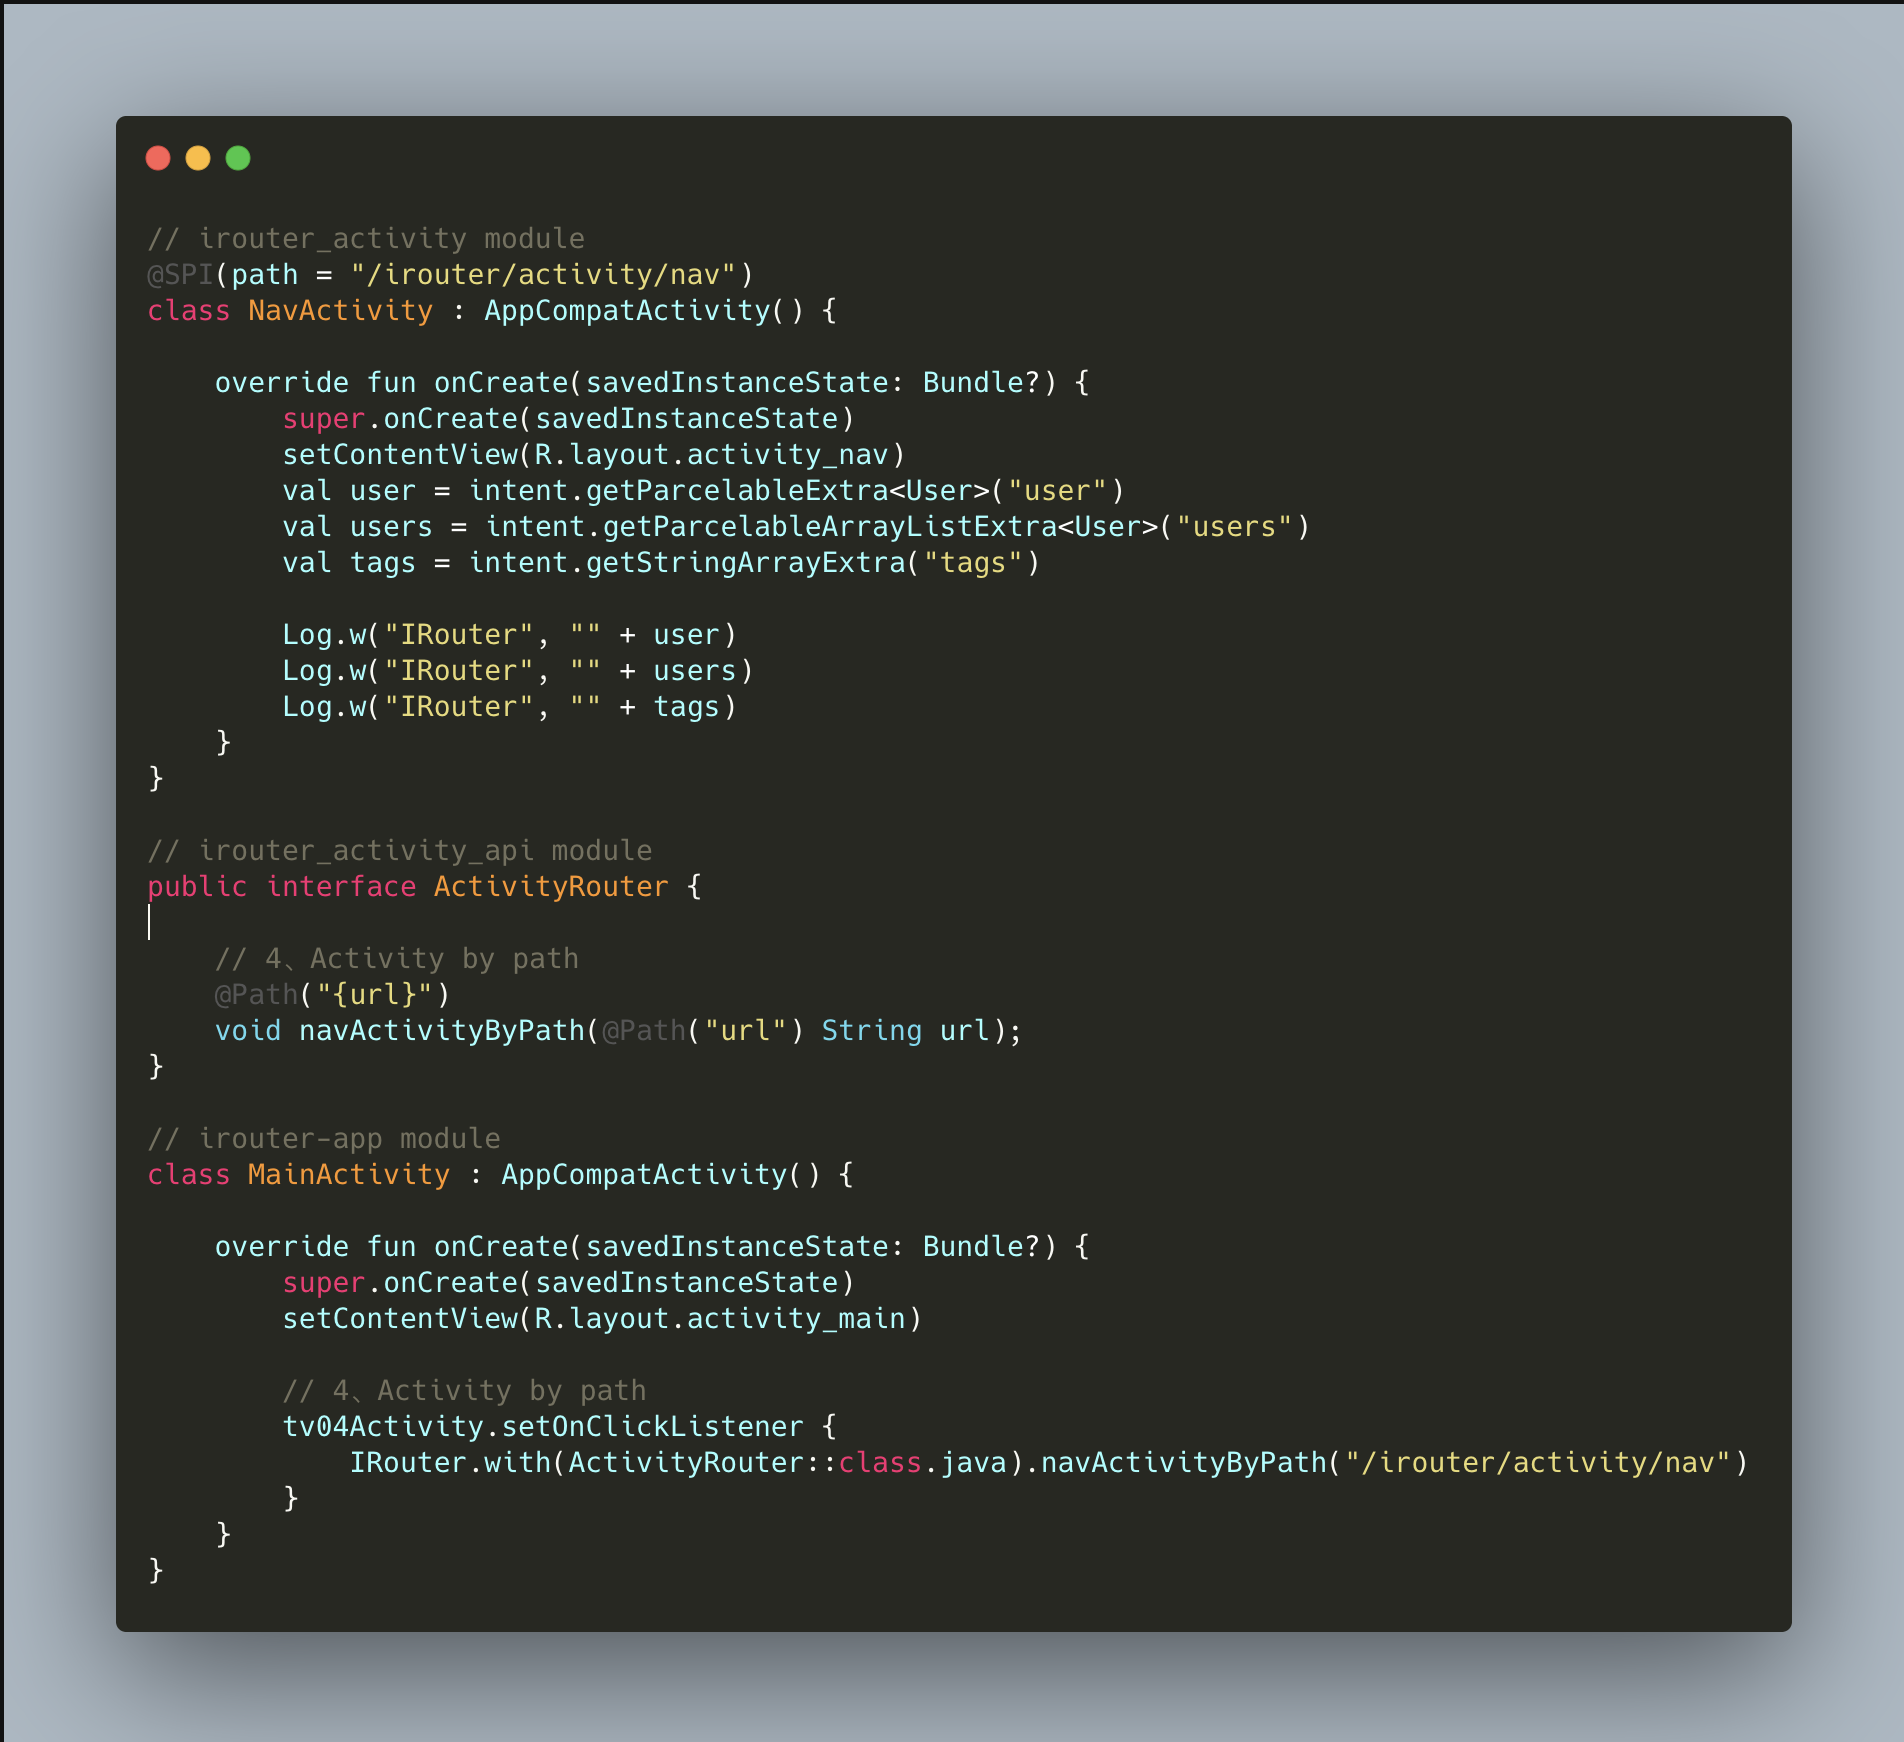 // irouter_activity module
@SPI(path = "/irouter/activity/nav")
class NavActivity : AppCompatActivity() {
    override fun onCreate(savedInstanceState: Bundle?) {
        super.onCreate(savedInstanceState)
        setContentView(R.layout.activity_nav)
        val user = intent.getParcelableExtra<User>("user")
        val users = intent.getParcelableArrayListExtra<User>("users")
        val tags = intent.getStringArrayExtra("tags")
        Log.w("IRouter", "" + user)
        Log.w("IRouter", "" + users)
        Log.w("IRouter", "" + tags)
    }
}
// irouter_activity_api module
public interface ActivityRouter {
    // 4、Activity by path
    @Path("{url}")
    void navActivityByPath(@Path("url") String url);
}
// irouter-app module
class MainActivity : AppCompatActivity() {
    override fun onCreate(savedInstanceState: Bundle?) {
        super.onCreate(savedInstanceState)
        setContentView(R.layout.activity_main)
        // 4、Activity by path
        tv04Activity.setOnClickListener {
            IRouter.with(ActivityRouter::class.java).navActivityByPath("/irouter/activity/nav")
        }
    }
}